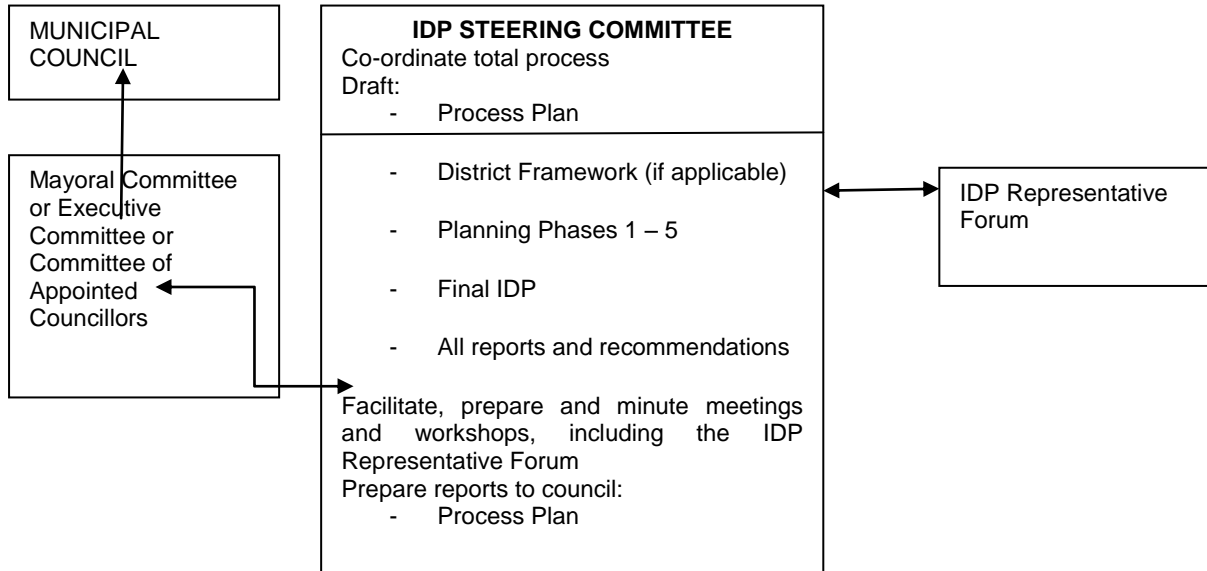 MUNICIPAL
COUNCIL
Mayoral Committee
or Executive
Committee or
Committee of
Appointed
Councillors
IDP STEERING COMMITTEE
Co-ordinate total process
Draft:
- Process Plan
- District Framework (if applicable)
- Planning Phases 1 – 5
- Final IDP
- All reports and recommendations
Facilitate, prepare and minute meetings
and workshops, including the IDP
Representative Forum
Prepare reports to council:
- Process Plan
IDP Representative
Forum